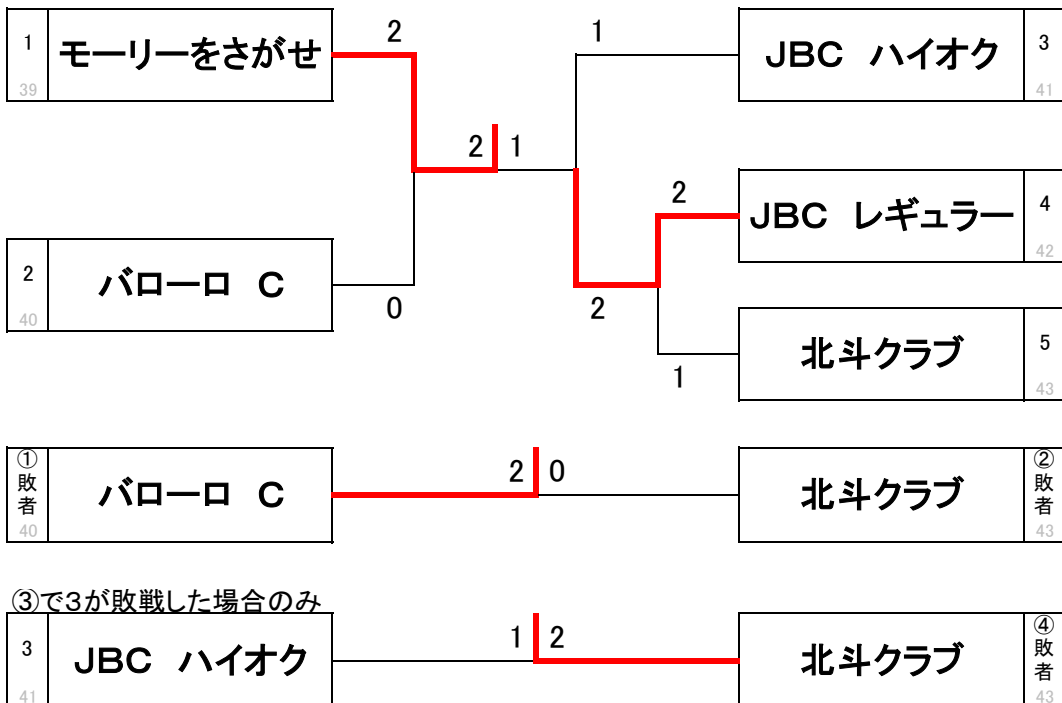 1
モーリーをさがせ
39
2
1
JBC ハイオク
3
41
2 1
2
JBC レギュラー
4
42
2
バローロ C
40
0
2
1
北斗クラブ
5
43
①敗者
バローロ C
40
2 0
北斗クラブ
②敗者
43
③で3が敗戦した場合のみ
3
JBC ハイオク
41
1 2
北斗クラブ
④敗者
43